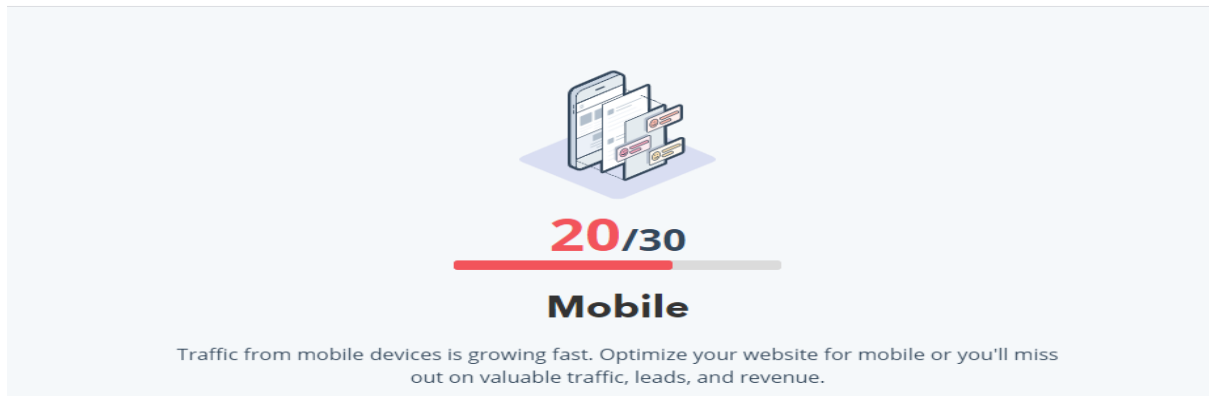 20/30
Mobile
Traffic from mobile devices is growing fast. Optimize your website for mobile or you'll miss
out on valuable traffic, leads, and revenue.